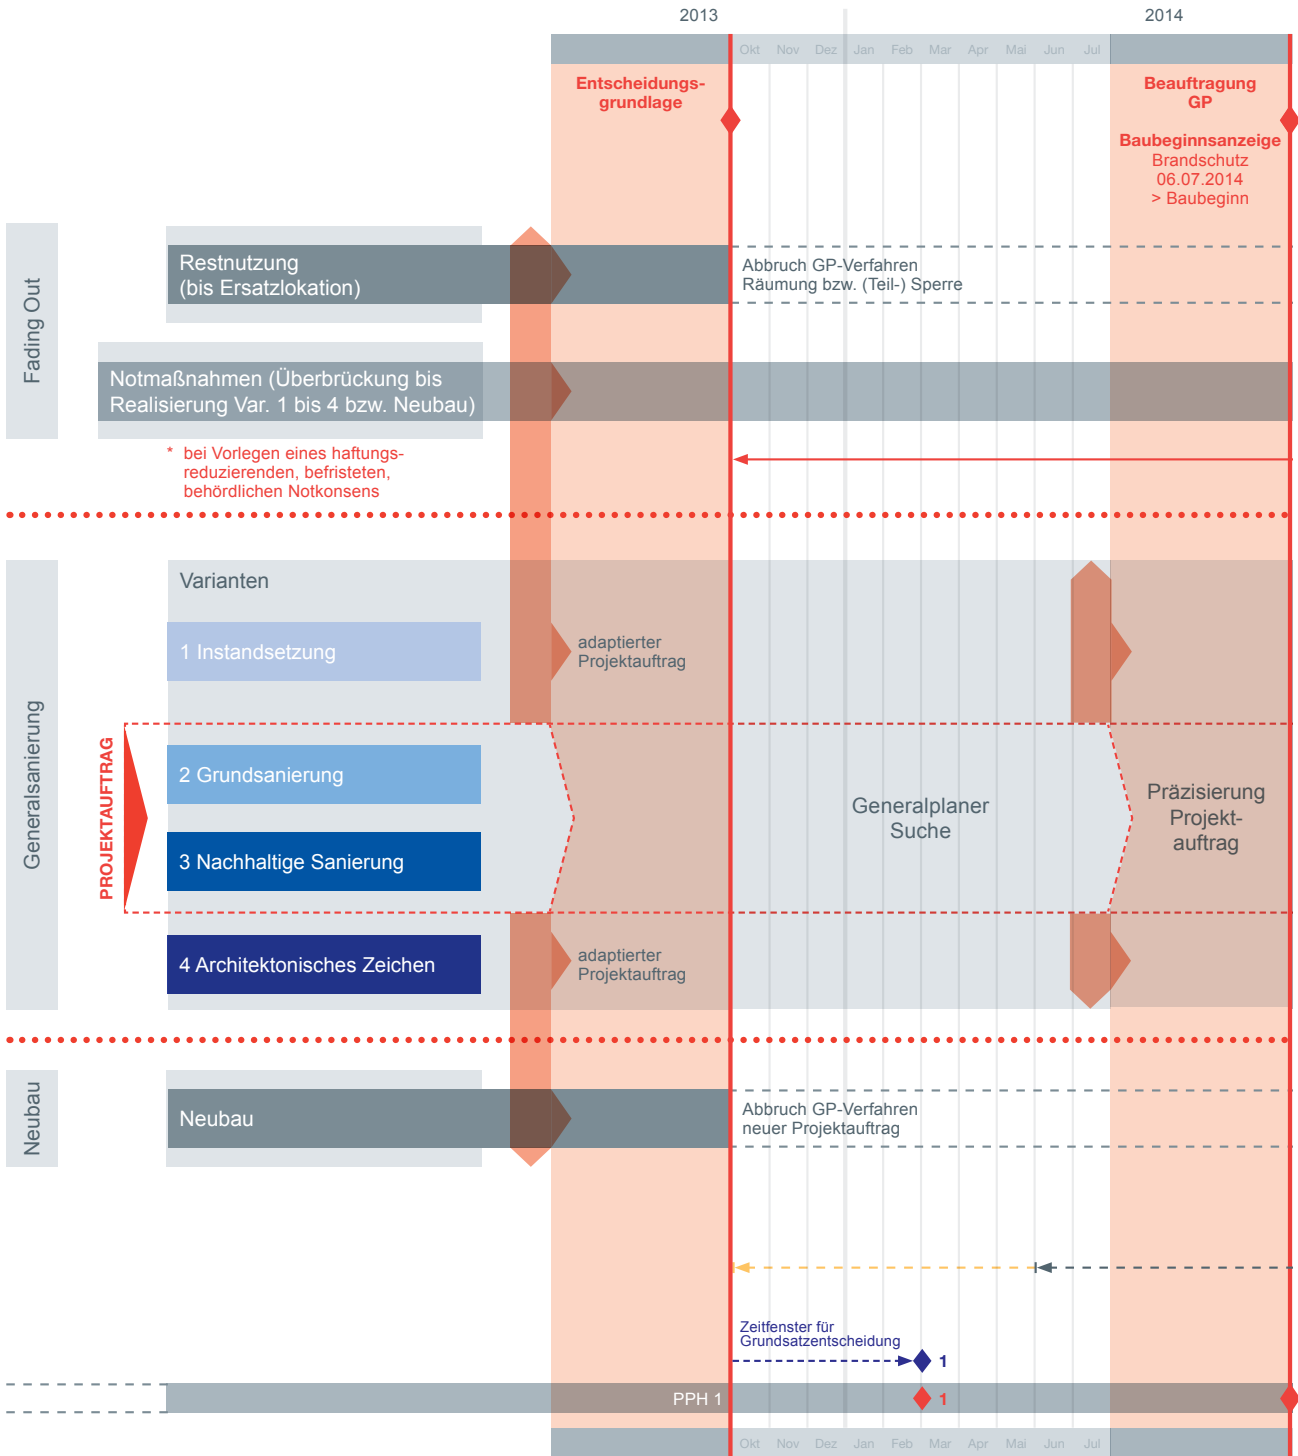 2013
2014
Okt Nov Dez Jan Feb Mar Apr Mai Jun Jul
Entscheidungs-
grundlage
Beauftragung
GP
Baubeginnsanzeige
Brandschutz
06.07.2014
> Baubeginn
Fading Out
Restnutzung
(bis Ersatzlokation)
Abbruch GP-Verfahren
Räumung bzw. (Teil-) Sperre
Notmaßnahmen (Überbrückung bis
Realisierung Var. 1 bis 4 bzw. Neubau)
* bei Vorlegen eines haftungs-
reduzierenden, befristeten,
behördlichen Notkonsens
Generalsanierung
Varianten
1 Instandsetzung
adaptierter
Projektauftrag
PROJEKTAUFTRAG
2 Grundsanierung
3 Nachhaltige Sanierung
Generalplaner
Suche
Präzisierung
Projekt-
auftrag
4 Architektonisches Zeichen
adaptierter
Projektauftrag
Neubau
Neubau
Abbruch GP-Verfahren
neuer Projektauftrag
Zeitfenster für
Grundsatzentscheidung
1
PPH 1
1
Okt Nov Dez Jan Feb Mar Apr Mai Jun Jul